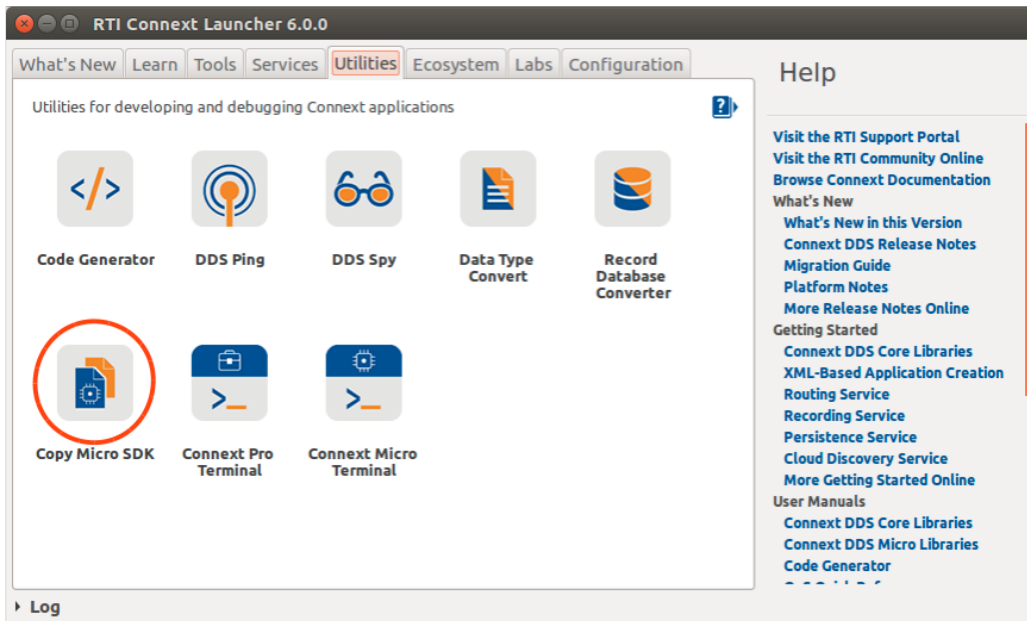 RTI Connext Launcher 6.0.0
What's New Learn Tools Services Utilities Ecosystem Labs Configuration
Utilities for developing and debugging Connext applications
?
</>
Code Generator
DDS Ping
DDS Spy
Data Type
Convert
Record
Database
Converter
Copy Micro SDK
>_
Connext Pro
Terminal
>_
Connext Micro
Terminal
Log
Help
Visit the RTI Support Portal
Visit the RTI Community Online
Browse Connext Documentation
What's New
What's New in this Version
Connext DDS Release Notes
Migration Guide
Platform Notes
More Release Notes Online
Getting Started
Connext DDS Core Libraries
XML-Based Application Creation
Routing Service
Recording Service
Persistence Service
Cloud Discovery Service
More Getting Started Online
User Manuals
Connext DDS Core Libraries
Connext DDS Micro Libraries
Code Generator